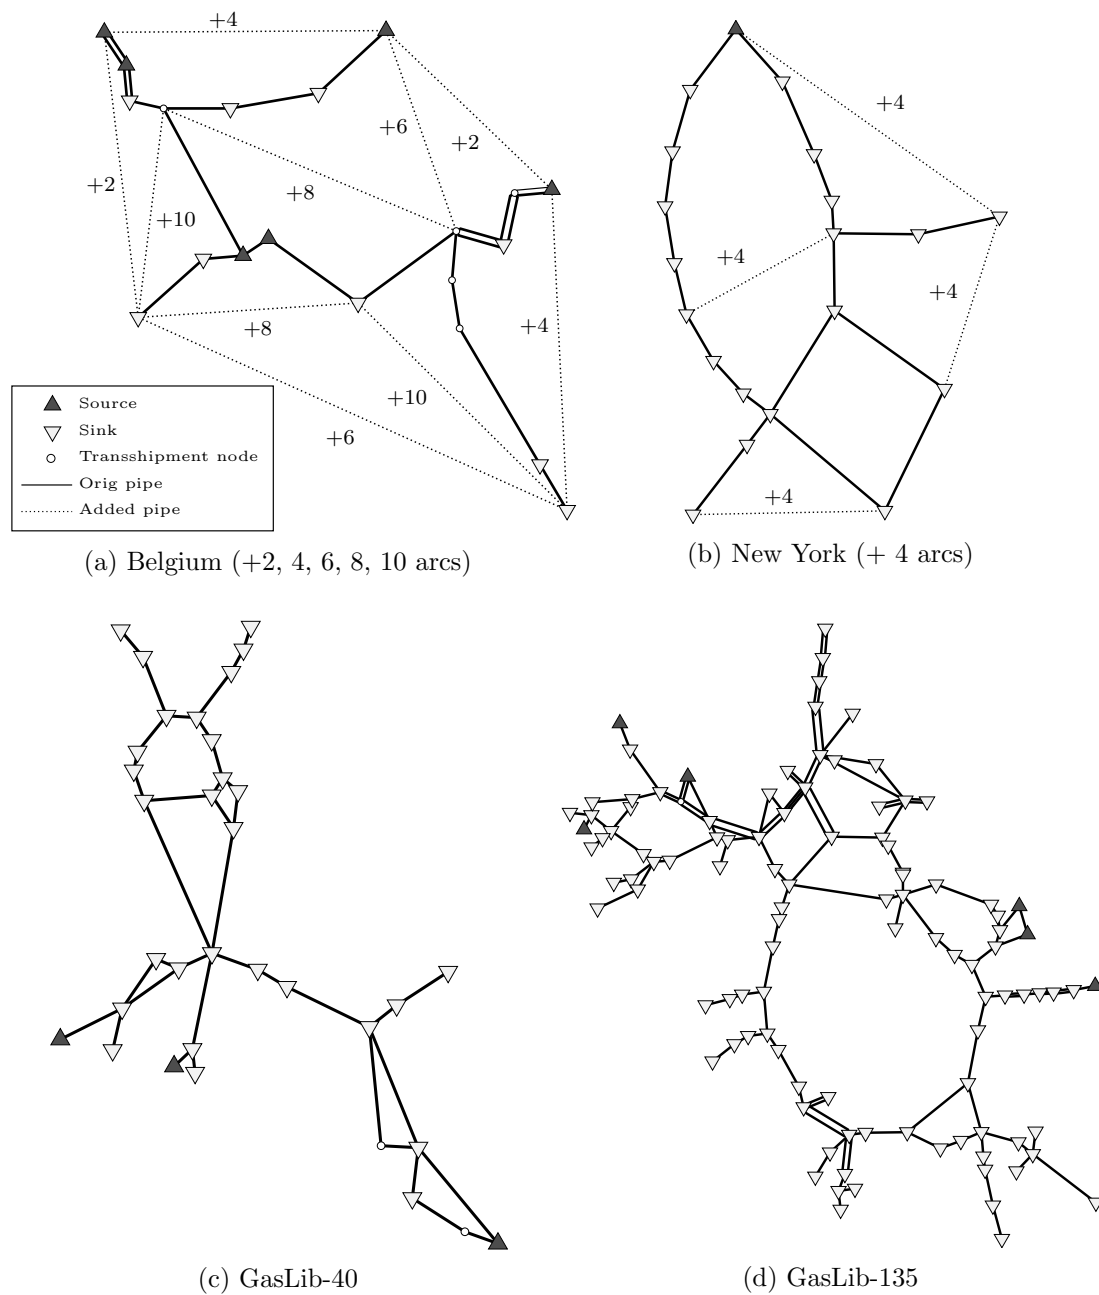 +4
+4
+6
+2
+2
+8
+10
+4
+4
+8
+4
+10
+6
+4
Source
Sink
Transshipment node
Orig pipe
Added pipe
(a) Belgium (+2, 4, 6, 8, 10 arcs)
(b) New York (+ 4 arcs)
(c) GasLib-40
(d) GasLib-135